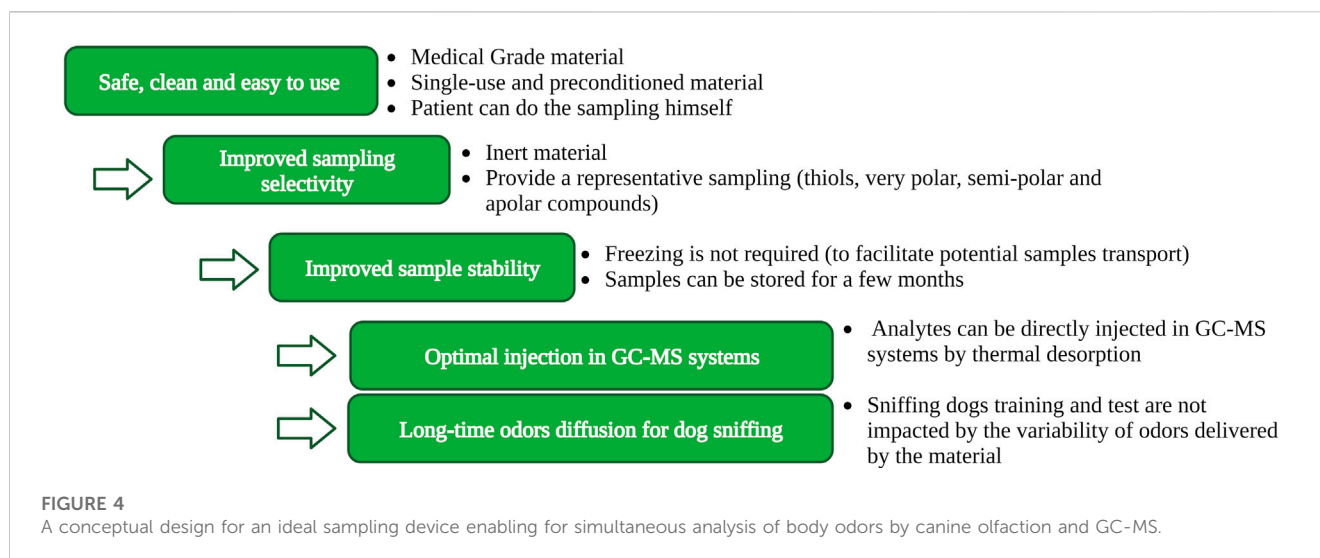 Safe, clean and easy to use
• Medical Grade material
• Single-use and preconditioned material
• Patient can do the sampling himself
Improved sampling
selectivity
• Inert material
• Provide a representative sampling (thiols, very polar, semi-polar and
apolar compounds)
Improved sample stability
• Freezing is not required (to facilitate potential samples transport)
• Samples can be stored for a few months
Optimal injection in GC-MS systems
• Analytes can be directly injected in GC-MS
systems by thermal desorption
Long-time odors diffusion for dog sniffing
• Sniffing dogs training and test are not
impacted by the variability of odors delivered
by the material
FIGURE 4
A conceptual design for an ideal sampling device enabling for simultaneous analysis of body odors by canine olfaction and GC-MS.